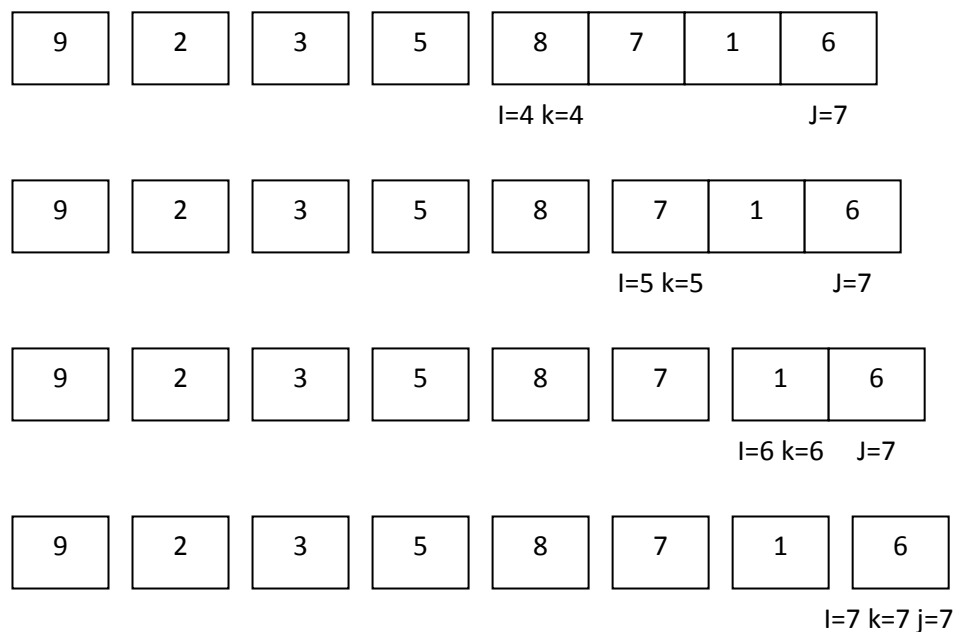 9 2 3 5 8 7 1 6
I=4 k=4 J=7
9 2 3 5 8 7 1 6
I=5 k=5 J=7
9 2 3 5 8 7 1 6
I=6 k=6 J=7
9 2 3 5 8 7 1 6
I=7 k=7 j=7